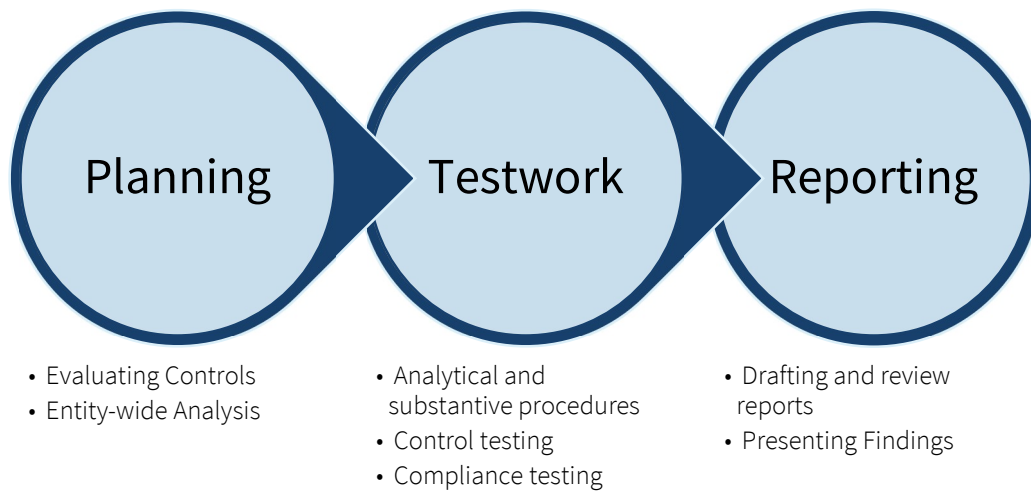 Planning
Testwork
Reporting
• Evaluating Controls
• Entity-wide Analysis
• Analytical and
substantive procedures
• Control testing
• Compliance testing
• Drafting and review
reports
• Presenting Findings